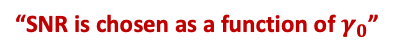 “SNR is chosen as a function of γ₀”